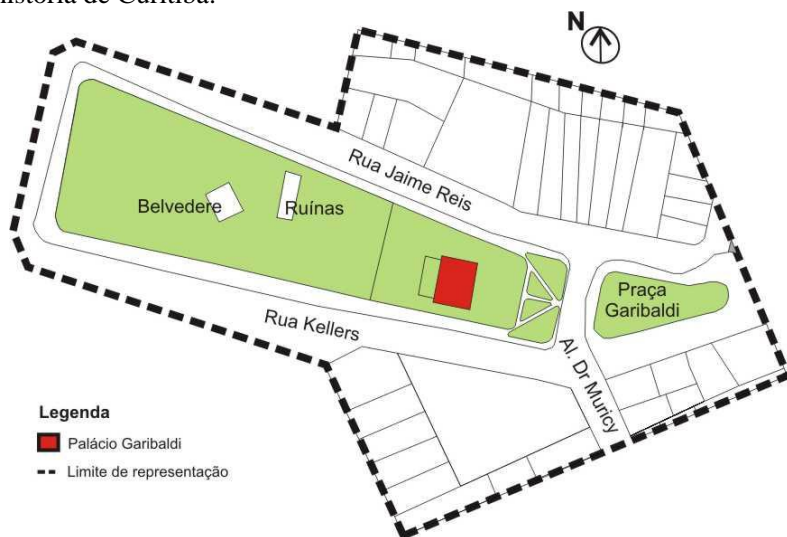 história de Curitiba.
N
Rua Jaime Reis
Belvedere
Ruínas
Praça
Garibaldi
Rua Kellers
Al. Dr Muricy
Legenda
Palácio Garibaldi
Limite de representação